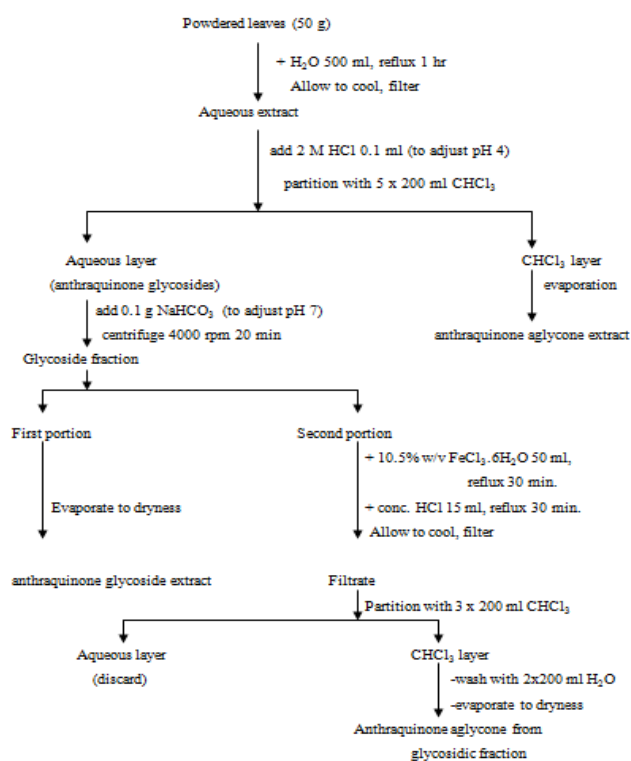 Powdered leaves (50 g)
+ H₂O 500 ml, reflux 1 hr
Allow to cool, filter
Aqueous extract
add 2 M HCl 0.1 ml (to adjust pH 4)
partition with 5 x 200 ml CHCl₃
Aqueous layer
(anthraquinone glycosides)
CHCl₃ layer
evaporation
add 0.1 g NaHCO₃ (to adjust pH 7)
centrifuge 4000 rpm 20 min
anthraquinone aglycone extract
Glycoside fraction
First portion
Second portion
+ 10.5% w/v FeCl₃.6H₂O 50 ml,
reflux 30 min.
Evaporate to dryness
+ conc. HCl 15 ml, reflux 30 min.
Allow to cool, filter
anthraquinone glycoside extract
Filtrate
Partition with 3 x 200 ml CHCl₃
Aqueous layer
(discard)
CHCl₃ layer
-wash with 2x200 ml H₂O
-evaporate to dryness
Anthraquinone aglycone from
glycosidic fraction